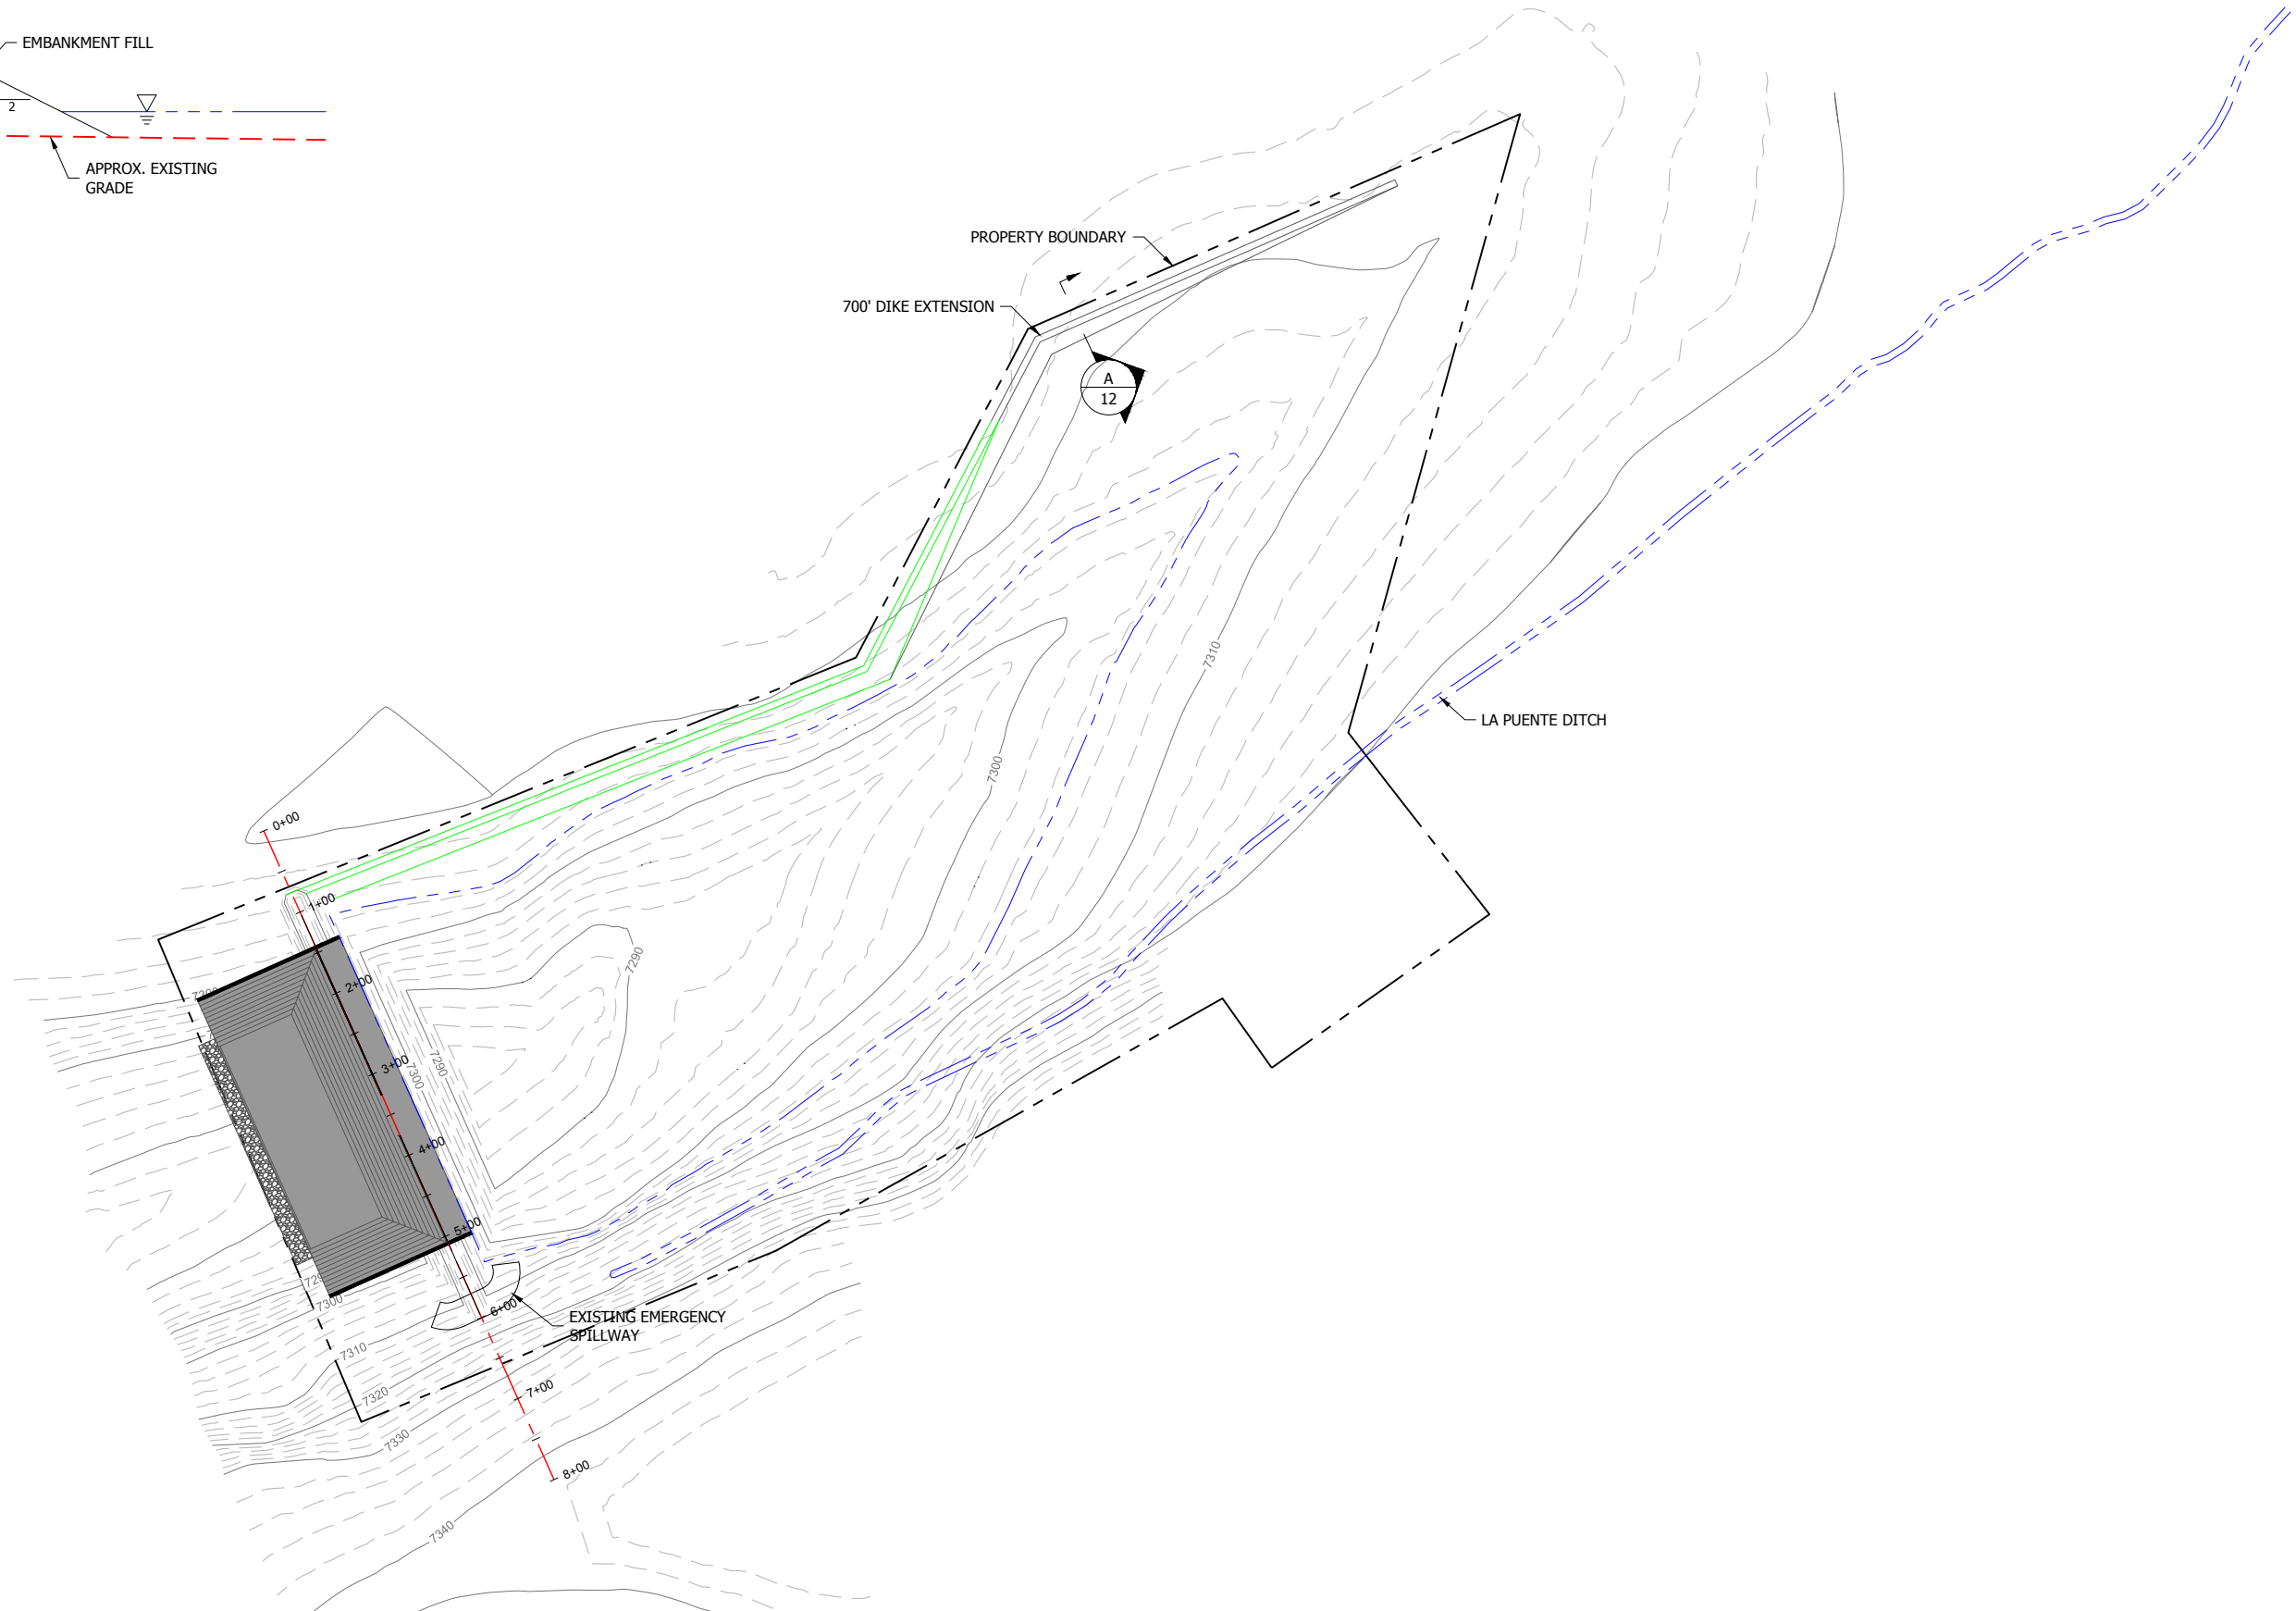 EMBANKMENT FILL
2
APPROX. EXISTING
GRADE
PROPERTY BOUNDARY
700' DIKE EXTENSION
A
12
7310
LA PUENTE DITCH
7300
0+00
1+00
7290
2+00
3+00
7290
7300
4+00
5+00
6+00
7300
EXISTING EMERGENCY
SPILLWAY
7310
7320
7+00
7330
8+00
7340